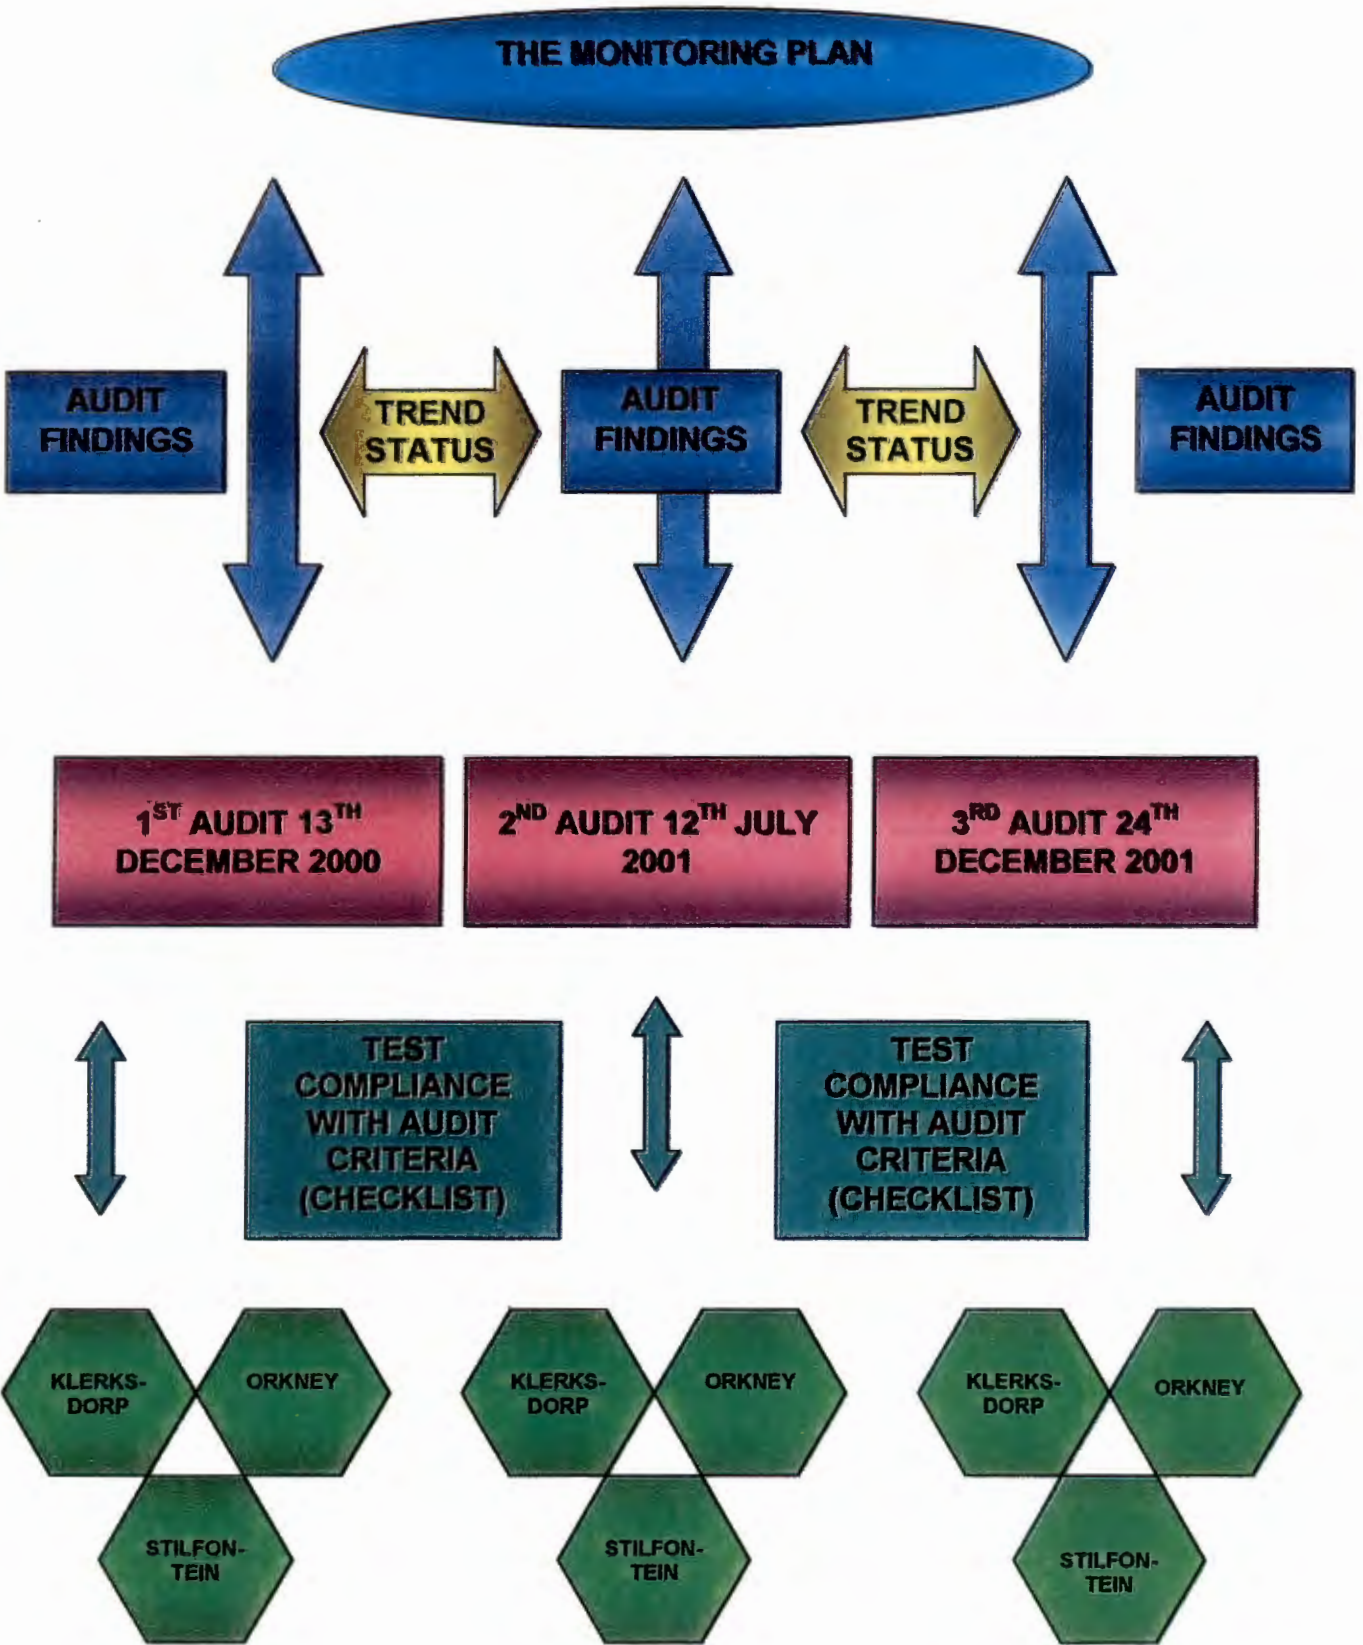 THE MONITORING PLAN
AUDIT
FINDINGS
TREND
STATUS
AUDIT
FINDINGS
TREND
STATUS
AUDIT
FINDINGS
1ST AUDIT 13TH
DECEMBER 2000
2ND AUDIT 12TH JULY
2001
3RD AUDIT 24TH
DECEMBER 2001
TEST
COMPLIANCE
WITH AUDIT
CRITERIA
(CHECKLIST)
TEST
COMPLIANCE
WITH AUDIT
CRITERIA
(CHECKLIST)
KLERKS-
DORP
ORKNEY
STILFON-
TEIN
KLERKS-
DORP
ORKNEY
STILFON-
TEIN
KLERKS-
DORP
ORKNEY
STILFON-
TEIN